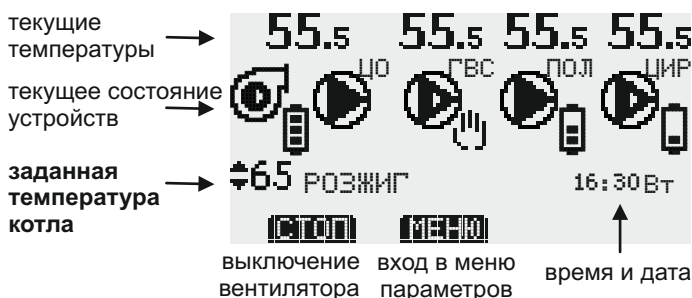 текущие
температуры
55.5 55.5 55.5 55.5
ЦО ГВС ПОЛ ЦИР
текущее состояние
устройств
заданная
температура
котла
65 РОЗЖИГ 16:30 Вт
СТОП МЕНЮ
выключение
вентилятора
вход в меню
параметров
время и дата